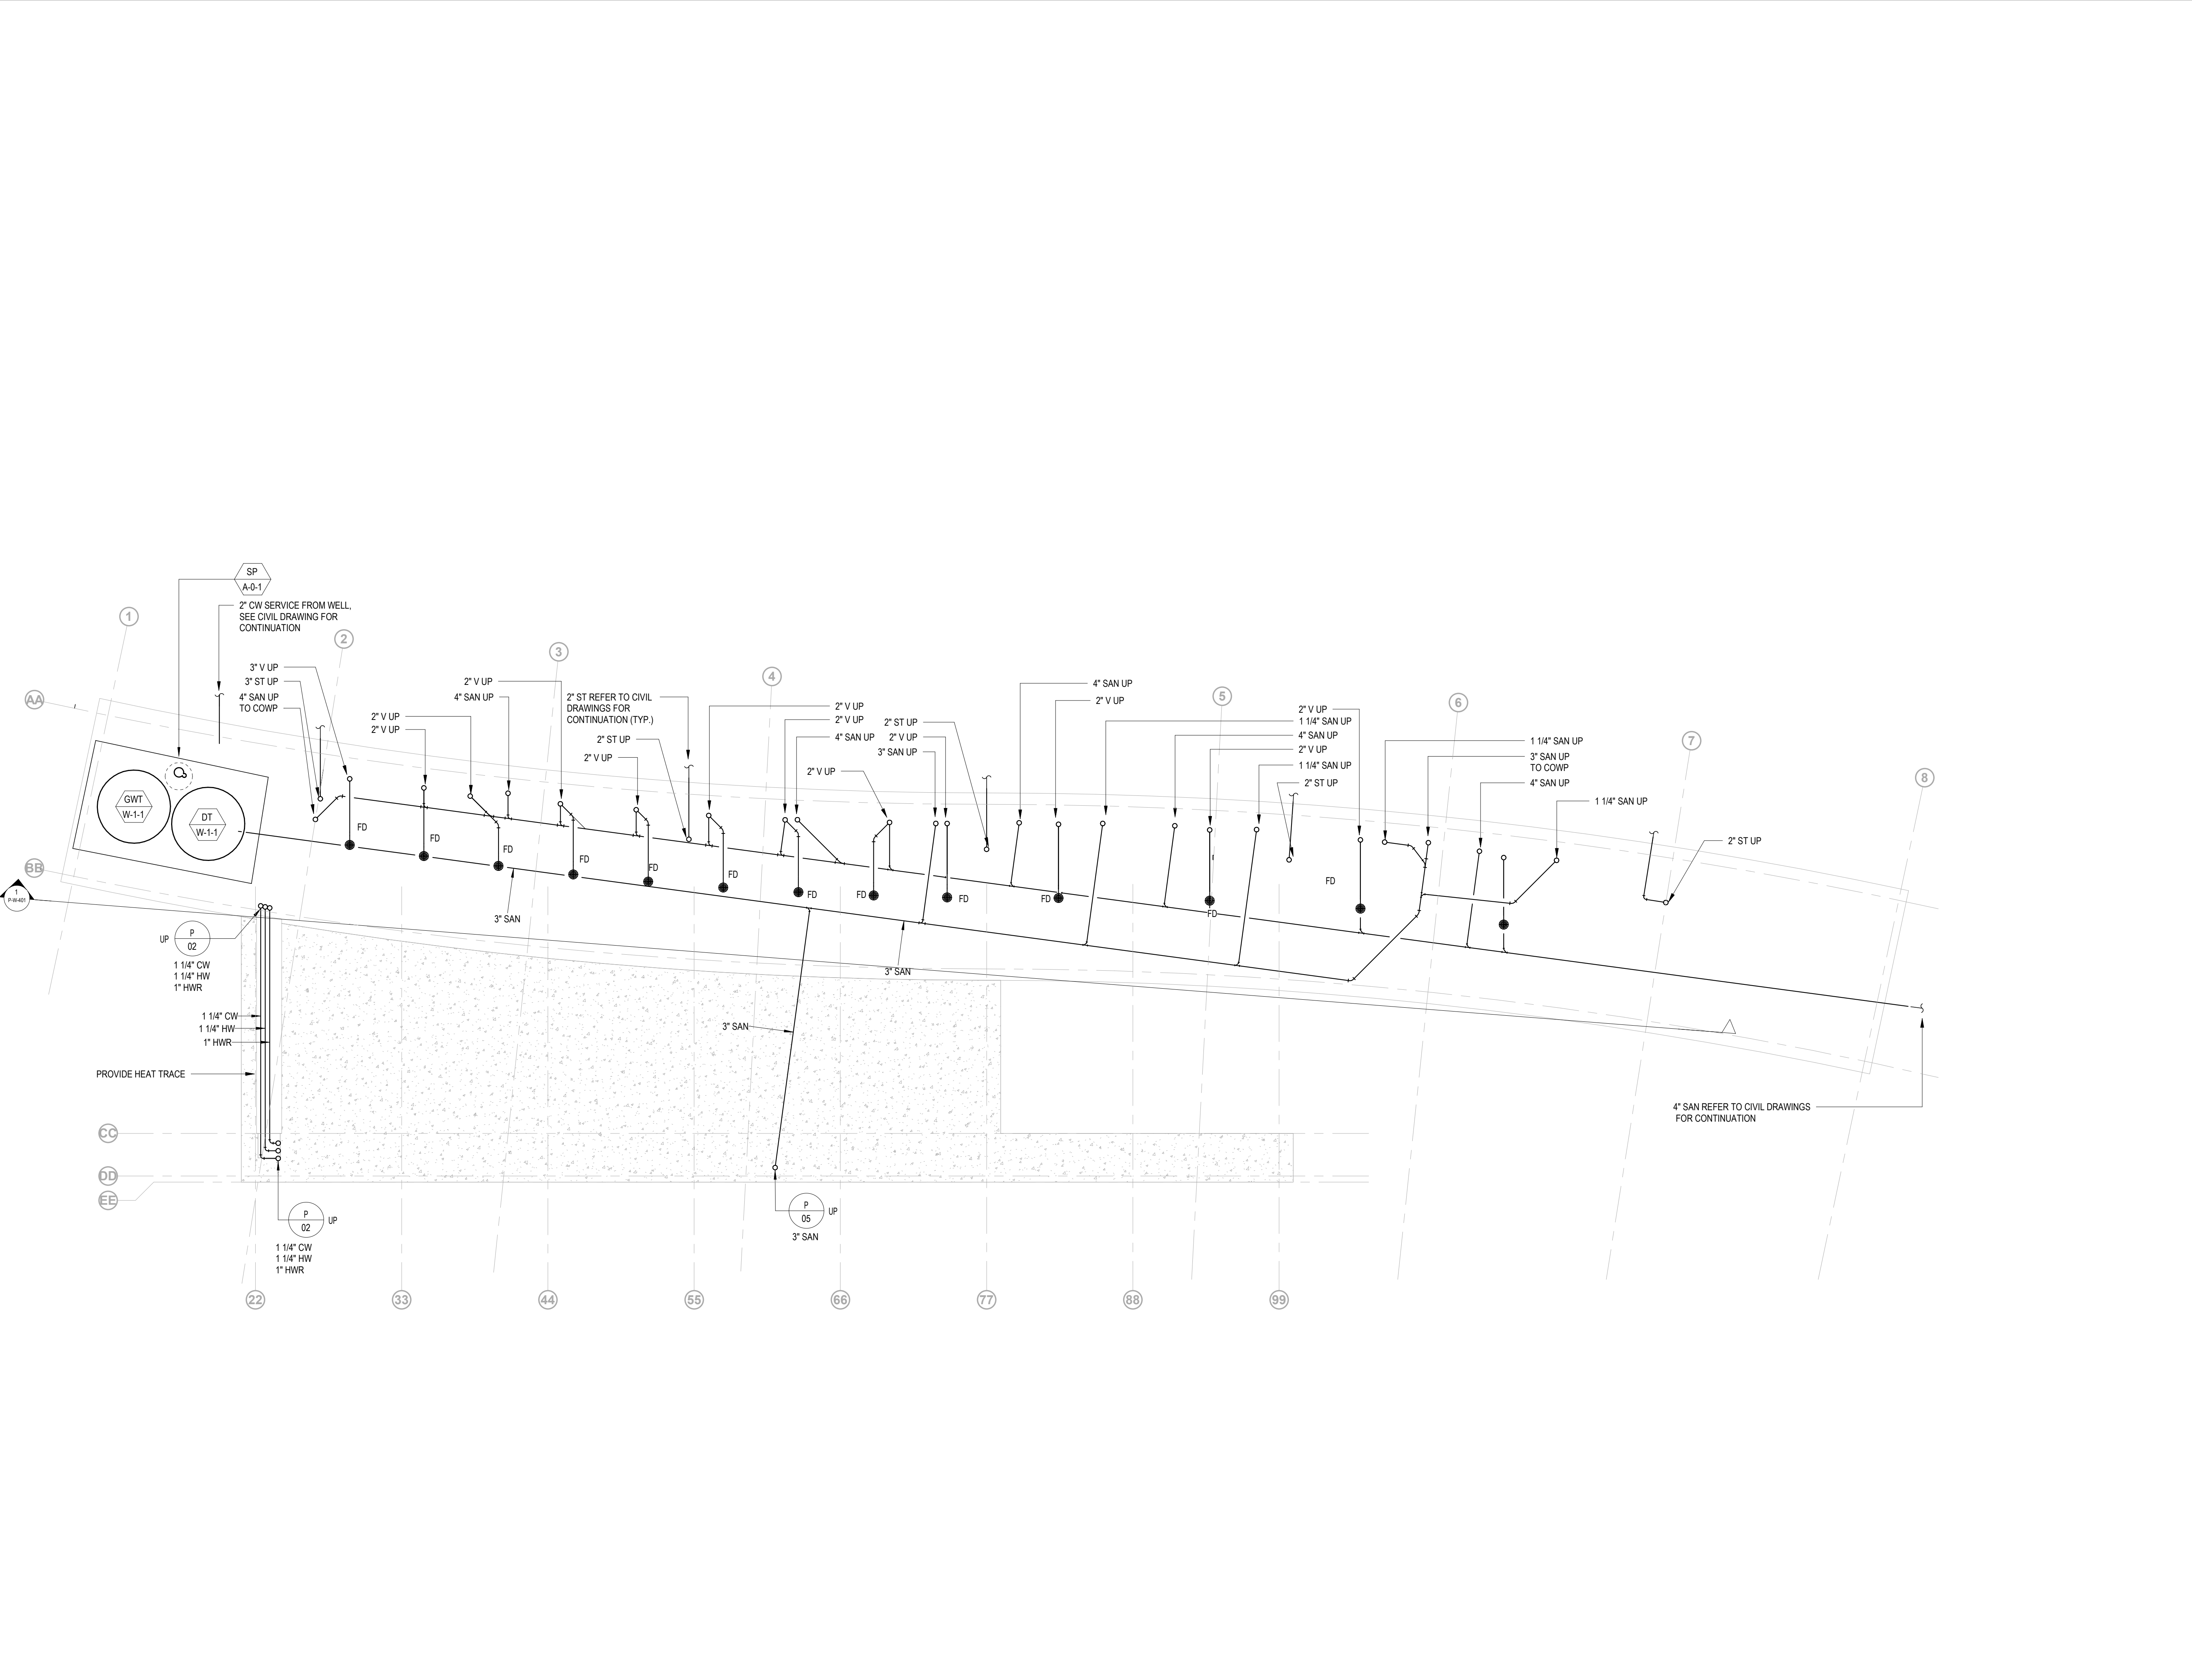 SP
A-0-1
2" CW SERVICE FROM WELL,
SEE CIVIL DRAWING FOR
CONTINUATION
1
2
3
4
5
6
7
8
AA
BB
3" V UP
3" ST UP
4" SAN UP
TO COWP
2" V UP
2" V UP
2" V UP
4" SAN UP
2" ST REFER TO CIVIL
DRAWINGS FOR
CONTINUATION (TYP.)
2" ST UP
2" V UP
2" V UP
2" V UP
4" SAN UP
2" V UP
2" ST UP
2" V UP
3" SAN UP
4" SAN UP
2" V UP
2" V UP
1 1/4" SAN UP
4" SAN UP
2" V UP
1 1/4" SAN UP
2" ST UP
1 1/4" SAN UP
3" SAN UP
TO COWP
4" SAN UP
1 1/4" SAN UP
2" ST UP
GWT
W-1-1
DT
W-1-1
FD
FD
FD
FD
FD
FD
FD
FD
FD
FD
FD
FD
1
P-W-401
3" SAN
3" SAN
UP
P
02
1 1/4" CW
1 1/4" HW
1" HWR
1 1/4" CW
1 1/4" HW
1" HWR
PROVIDE HEAT TRACE
3" SAN
4" SAN REFER TO CIVIL DRAWINGS
FOR CONTINUATION
CC
DD
EE
P
02
UP
1 1/4" CW
1 1/4" HW
1" HWR
P
05
UP
3" SAN
22
33
44
55
66
77
88
99